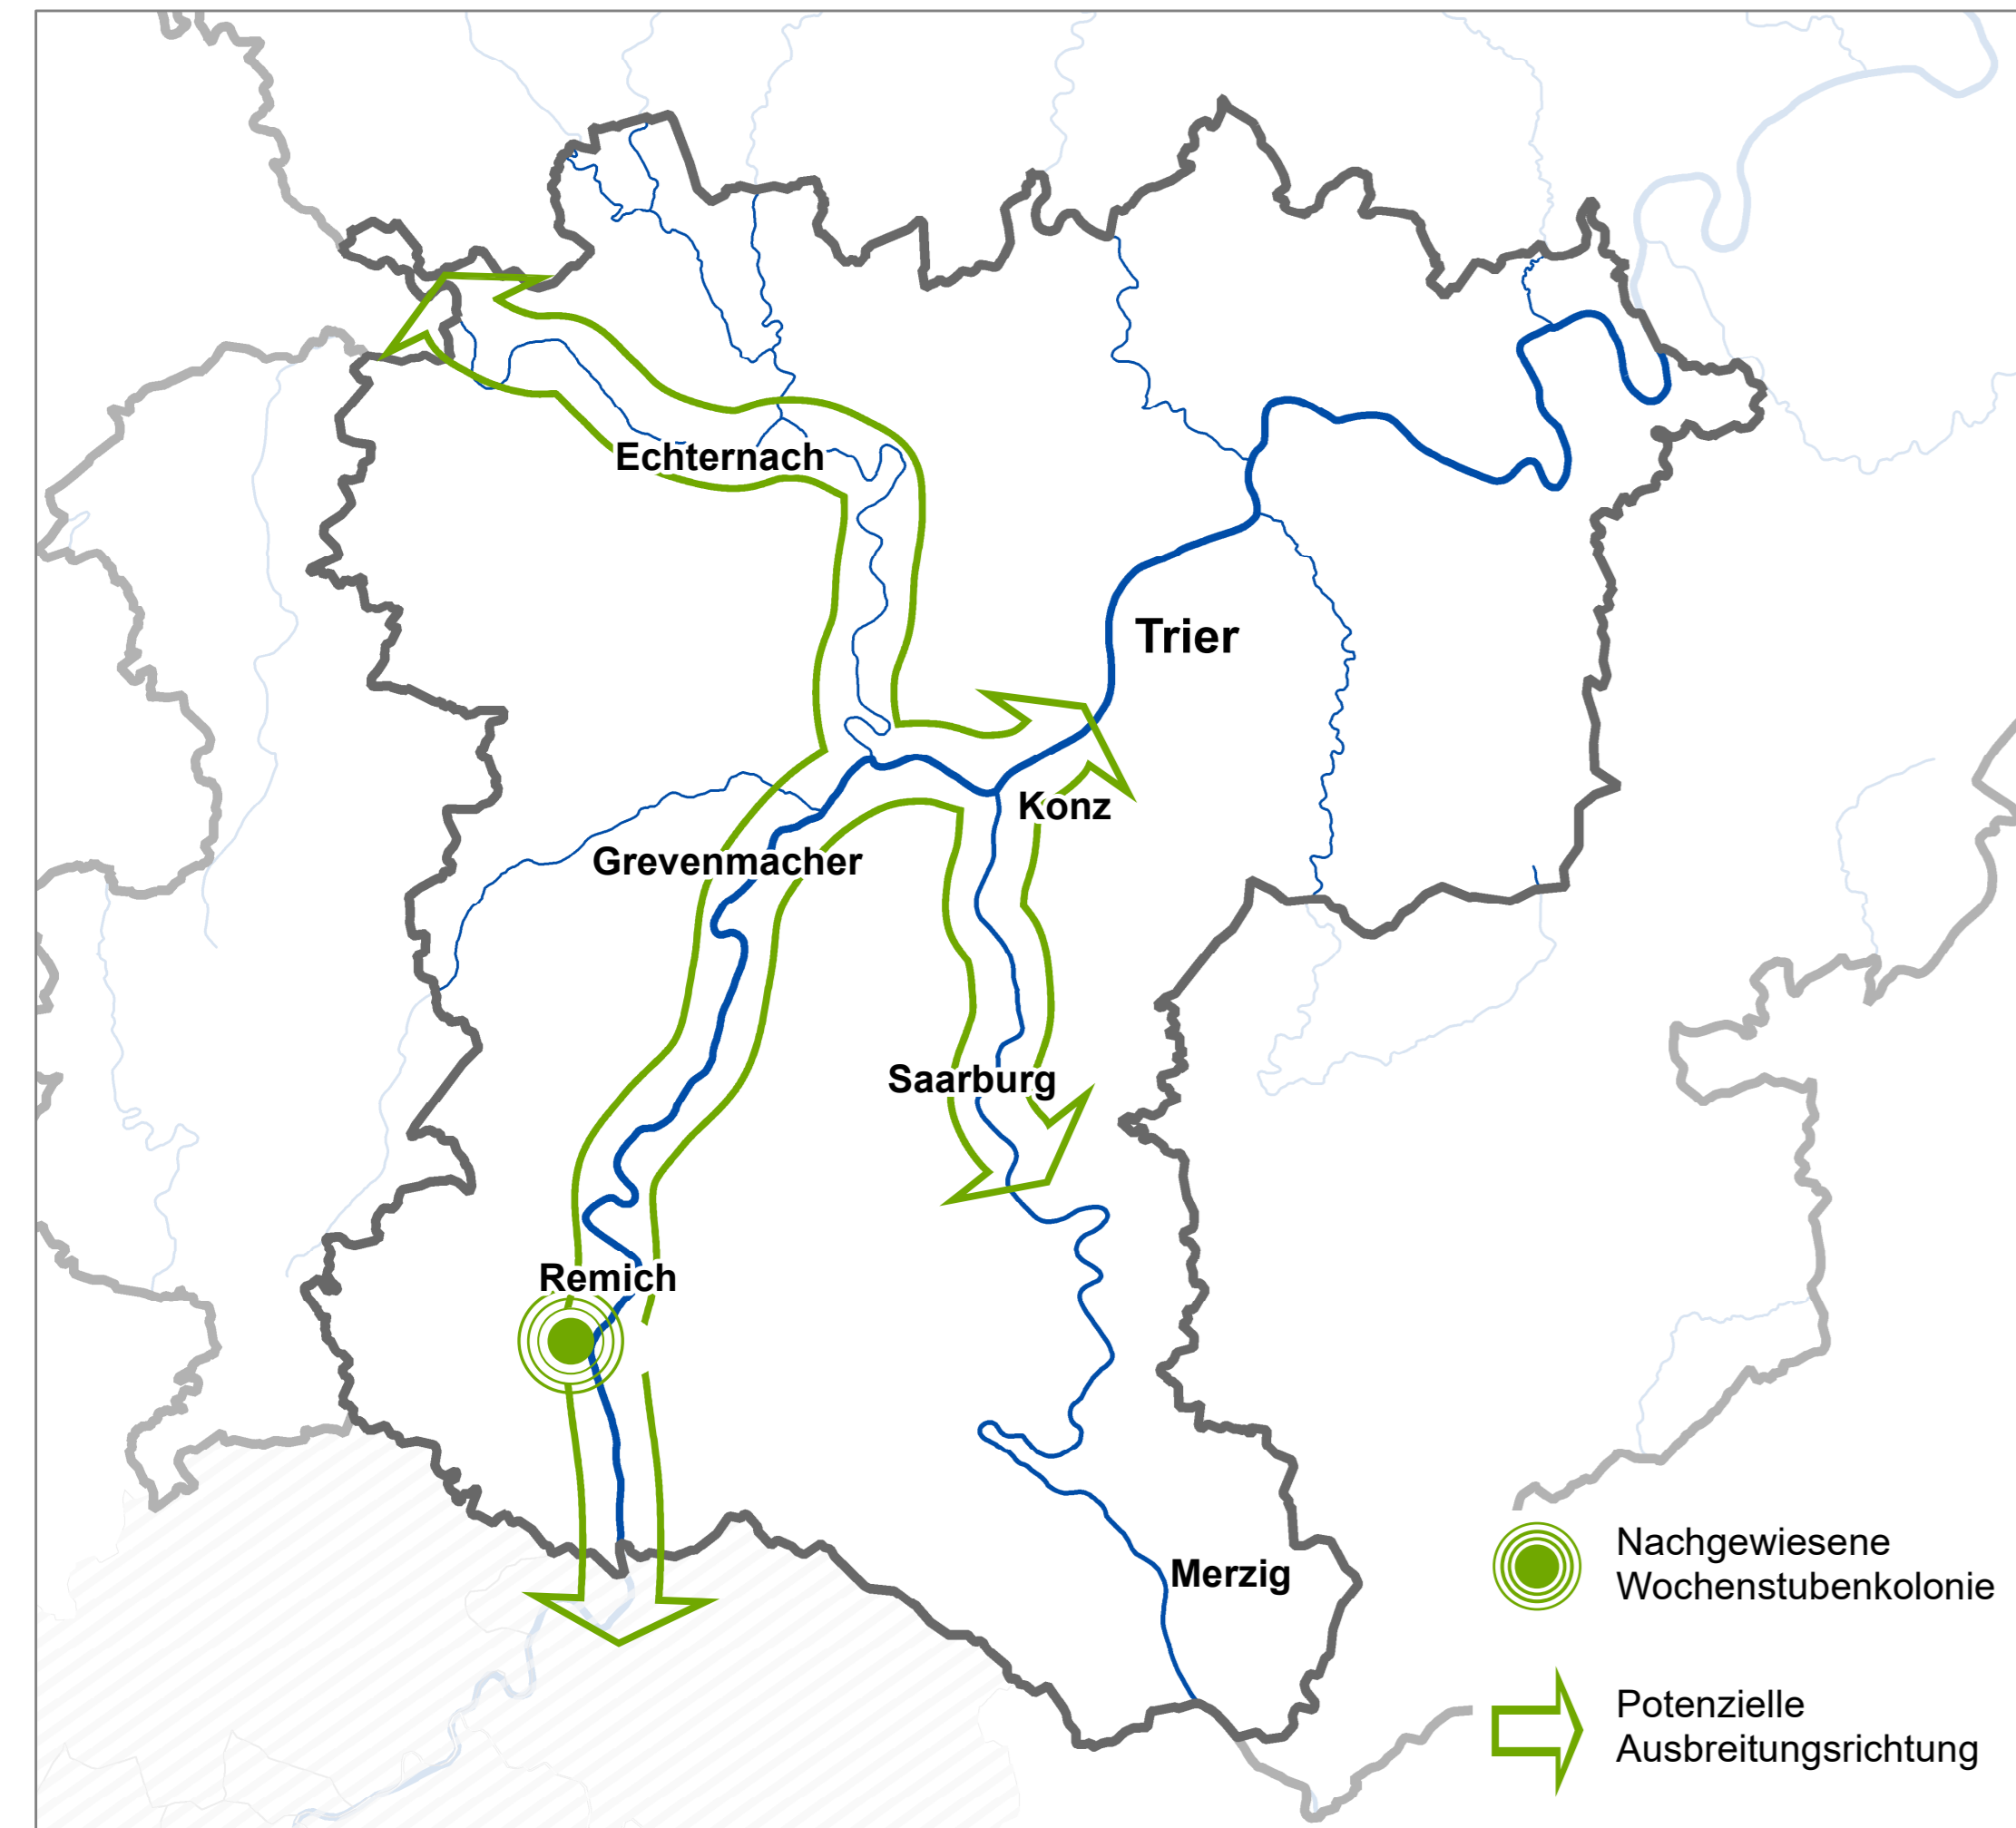 Echternach
Trier
Konz
Grevenmacher
Saarburg
Remich
Merzig
Nachgewiesene
Wochenstubenkolonie
Potenzielle
Ausbreitungsrichtung